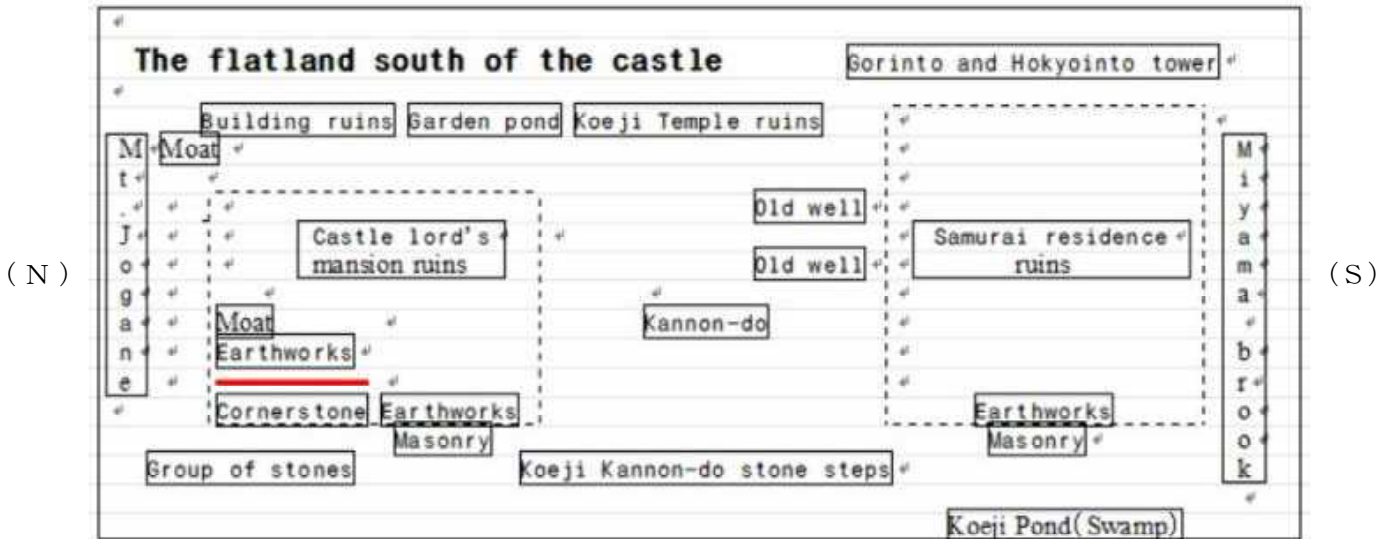 The flatland south of the castle
Gorinto and Hokyointo tower
Building ruins
Garden pond
Koeji Temple ruins
Mt.Jogane
Moat
Miyama brook
Old well
Castle lord's
mansion ruins
Samurai residence
ruins
Old well
(N)
(S)
Moat
Kannon-do
Earthworks
Cornerstone
Earthworks
Masonry
Earthworks
Masonry
Group of stones
Koeji Kannon-do stone steps
Koeji Pond(Swamp)